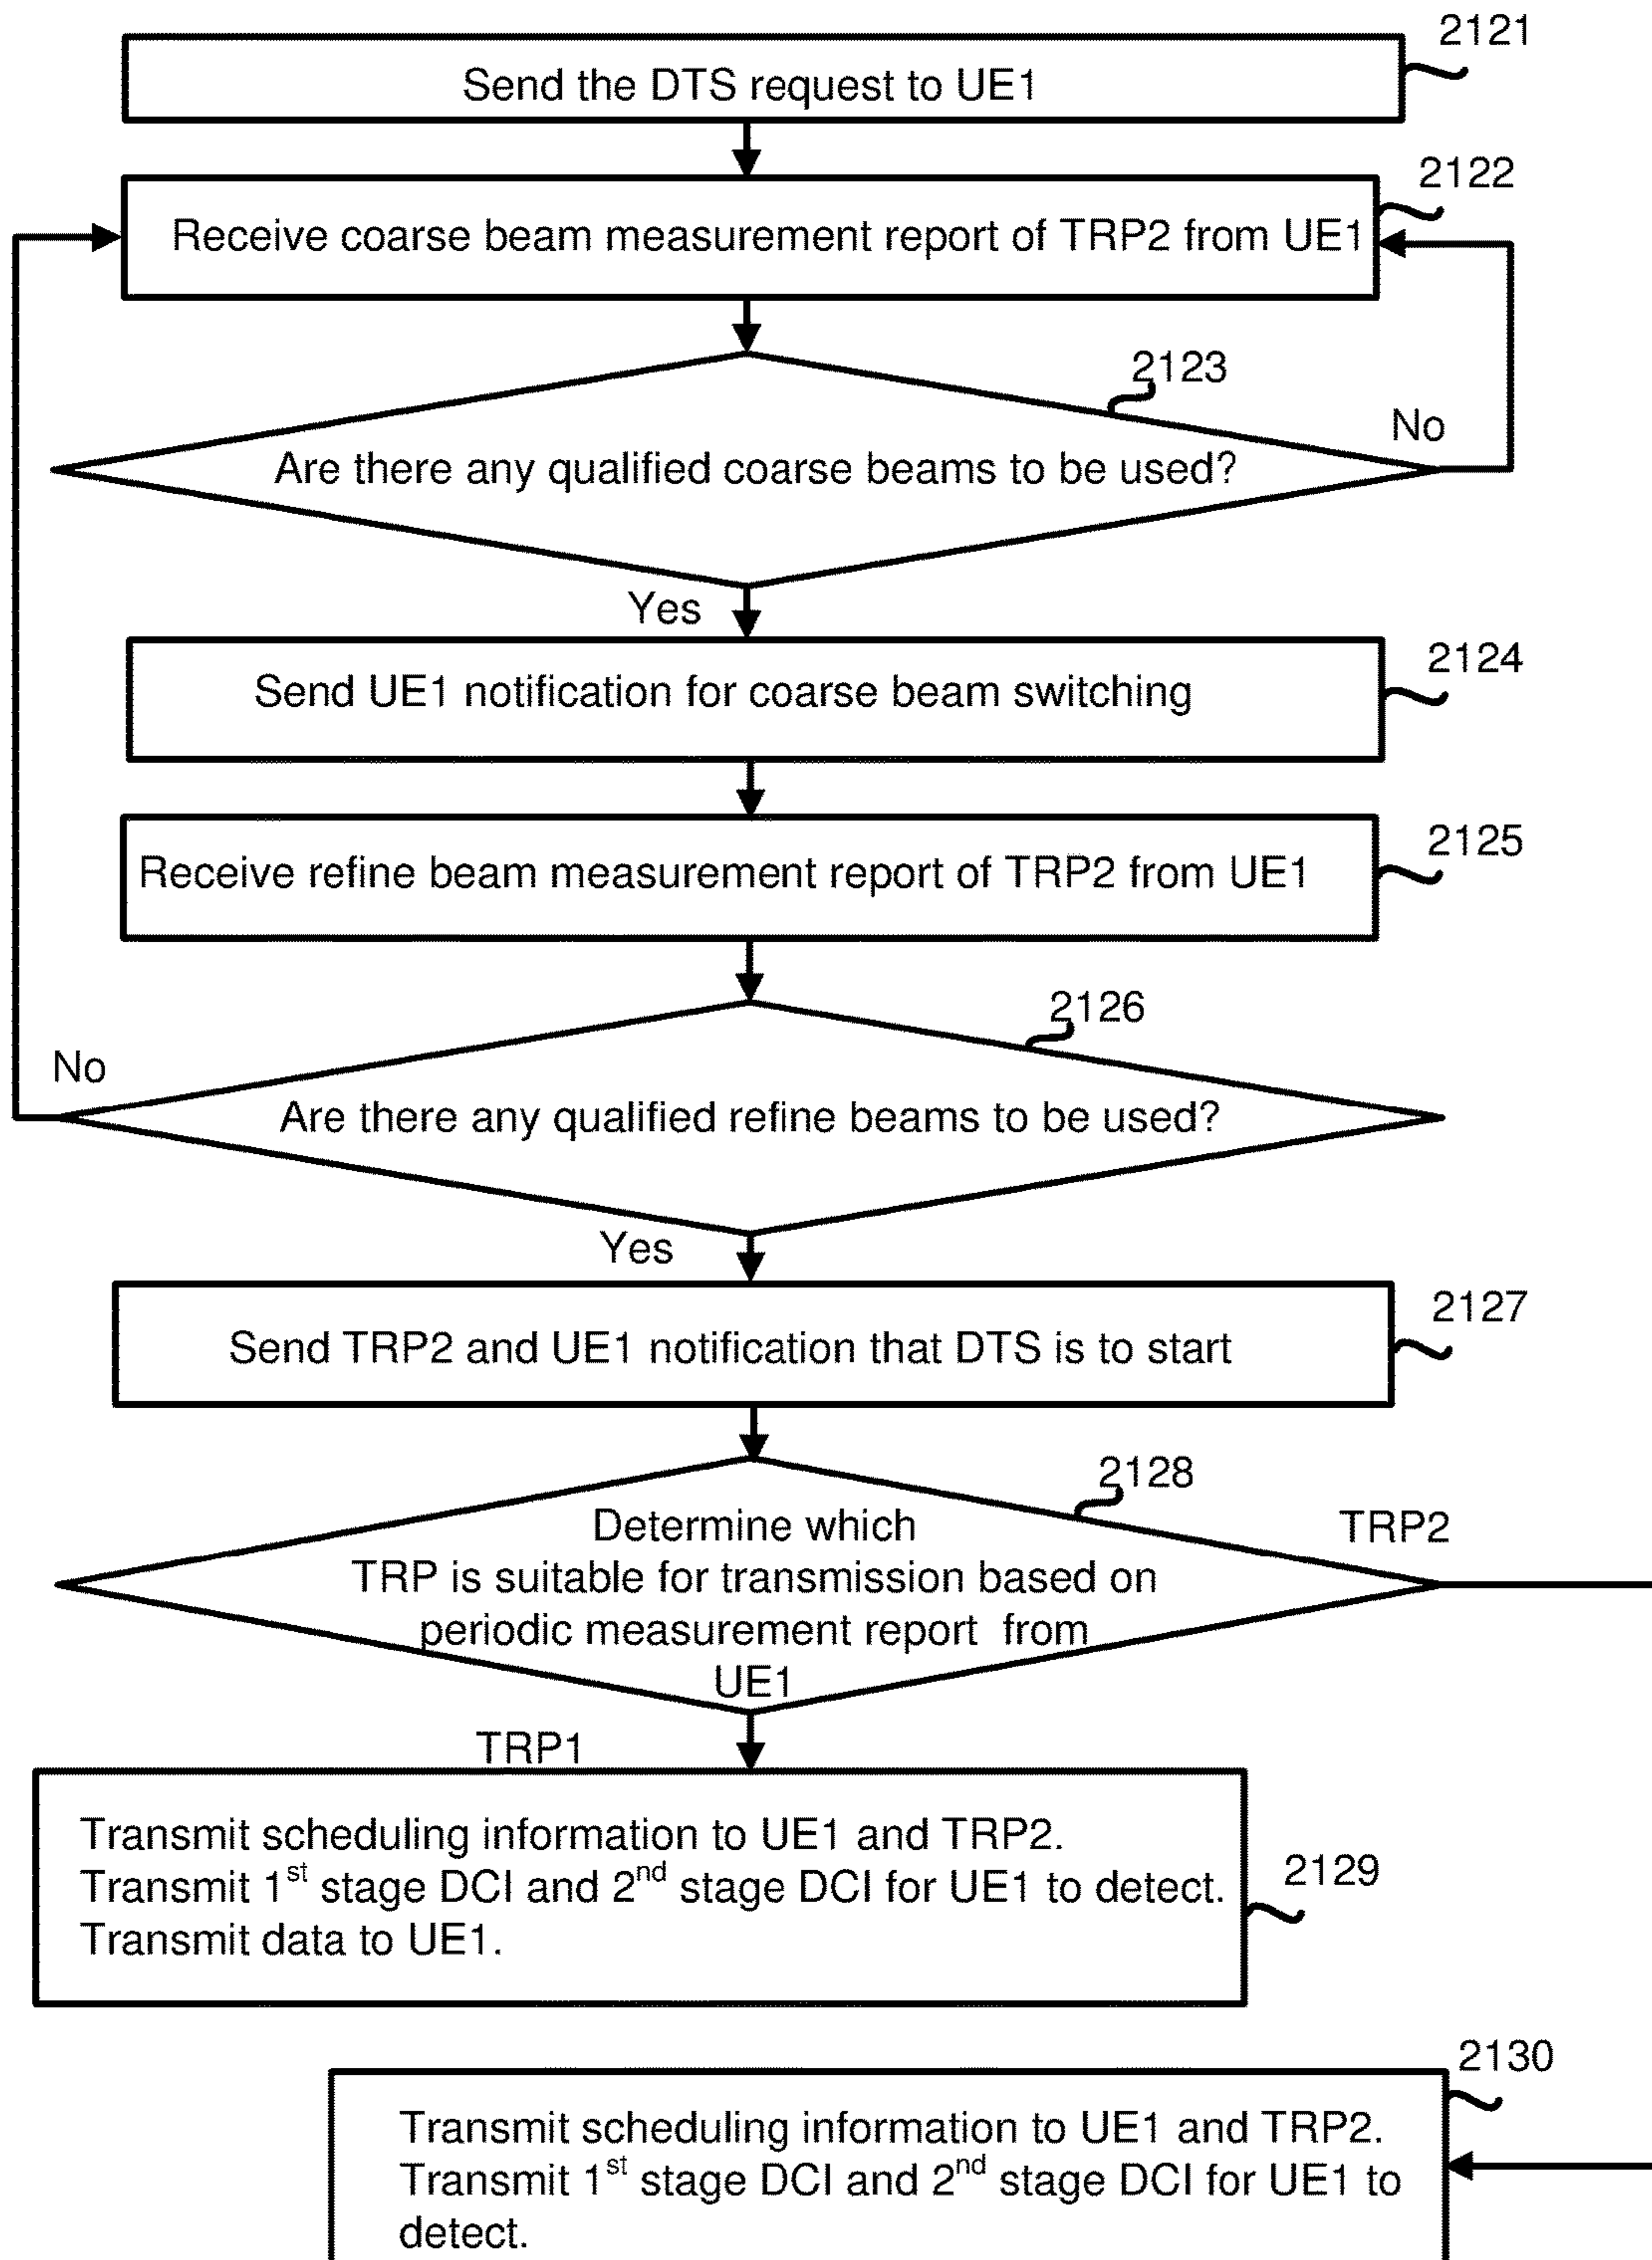 2121
Send the DTS request to UE1
2122
Receive coarse beam measurement report of TRP2 from UE1
2123
No
Are there any qualified coarse beams to be used?
Yes
2124
Send UE1 notification for coarse beam switching
2125
Receive refine beam measurement report of TRP2 from UE1
2126
No
Are there any qualified refine beams to be used?
Yes
2127
Send TRP2 and UE1 notification that DTS is to start
2128
TRP2
Determine which
TRP is suitable for transmission based on
periodic measurement report from
UE1
TRP1
Transmit scheduling information to UE1 and TRP2.
Transmit 1st stage DCI and 2nd stage DCI for UE1 to detect.
Transmit data to UE1.
2129
2130
Transmit scheduling information to UE1 and TRP2.
Transmit 1st stage DCI and 2nd stage DCI for UE1 to
detect.